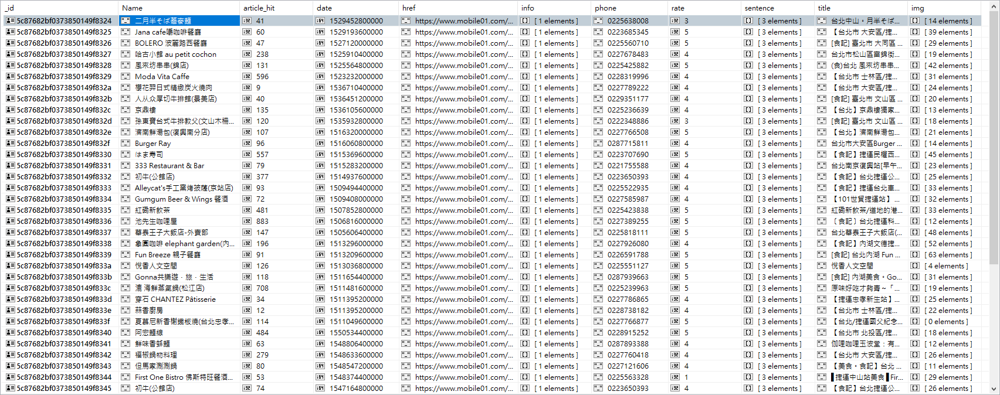 _id Name article_hit date href info phone rate sentence title img
5c87682bf0373850149f8324 二月半そば蕎麥麵 41 1529452800000 https://www.mobile01.com/... [ 1 elements ] 0225638008 3 [ 3 elements ] 台北中山。月半そば... [ 14 elements ]
5c87682bf0373850149f8325 Jana cafe嚼咖啡餐廳 60 1529193600000 https://www.mobile01.com/... [ 1 elements ] 0223685345 5 [ 3 elements ] 【台北市 大安區/捷... [ 39 elements ]
5c87682bf0373850149f8326 BOLERO 波麗路西餐廳 47 1527120000000 https://www.mobile01.com/... [ 1 elements ] 0225560710 5 [ 3 elements ] [食記] 臺北市 大同區 ... [ 29 elements ]
5c87682bf0373850149f8327 哈古小館 au petit cochon 238 1525910400000 https://www.mobile01.com/... [ 1 elements ] 0227678483 4 [ 3 elements ] 台北市松山區富錦街... [ 19 elements ]
5c87682bf0373850149f8328 風來坊串串(錦店) 131 1525564800000 https://www.mobile01.com/... [ 1 elements ] 0225425882 5 [ 3 elements ] (食)台北 風來坊串串... [ 42 elements ]
5c87682bf0373850149f8329 Moda Vita Caffe 596 1523232000000 https://www.mobile01.com/... [ 1 elements ] 0228319996 4 [ 3 elements ] 【台北市 士林區/捷... [ 31 elements ]
5c87682bf0373850149f832a 櫻花羿日式精緻炭火燒肉 9 1536710400000 https://www.mobile01.com/... [ 1 elements ] 0227789222 4 [ 3 elements ] 【台北市 大安區/捷... [ 24 elements ]
5c87682bf0373850149f832b 人从众厚切牛排館(景美店) 40 1536451200000 https://www.mobile01.com/... [ 1 elements ] 0229351177 4 [ 3 elements ] [食記] 臺北市 文山區 ... [ 20 elements ]
5c87682bf0373850149f832c 京鼎樓 135 1536105600000 https://www.mobile01.com/... [ 1 elements ] 0225236639 4 [ 3 elements ] 【台北】京鼎樓獨家... [ 13 elements ]
5c87682bf0373850149f832d 孫東寶台式牛排教父(文山木柵... 120 1535932800000 https://www.mobile01.com/... [ 1 elements ] 0222348886 3 [ 3 elements ] [食記] 臺北市 文山區 ... [ 18 elements ]
5c87682bf0373850149f832e 濟南鮮湯包(復興南分店) 107 1516320000000 https://www.mobile01.com/... [ 1 elements ] 0227766508 5 [ 3 elements ] 【台北】濟南鮮湯包... [ 21 elements ]
5c87682bf0373850149f832f Burger Ray 96 1516060800000 https://www.mobile01.com/... [ 1 elements ] 0287715811 4 [ 3 elements ] 台北市大安區Burger ... [ 14 elements ]
5c87682bf0373850149f8330 はま寿司 557 1515369600000 https://www.mobile01.com/... [ 1 elements ] 0223707690 5 [ 3 elements ] 【食記】捷運民權西... [ 45 elements ]
5c87682bf0373850149f8331 333 Restaurant & Bar 79 1515283200000 https://www.mobile01.com/... [ 1 elements ] 0221755588 4 [ 3 elements ] 台北南京復興站[早午... [ 23 elements ]
5c87682bf0373850149f8332 初牛(公館店) 377 1514937600000 https://www.mobile01.com/... [ 1 elements ] 0223650393 4 [ 3 elements ] 【食記】台北捷運公... [ 25 elements ]
5c87682bf0373850149f8333 Alleycat's手工窯烤披薩(京站店) 93 1509494400000 https://www.mobile01.com/... [ 1 elements ] 0225522935 4 [ 3 elements ] 【食記】捷運台北車... [ 33 elements ]
5c87682bf0373850149f8334 Gumgum Beer & Wings 餐酒 72 1509408000000 https://www.mobile01.com/... [ 1 elements ] 0227585987 4 [ 3 elements ] 【101世貿捷運站】 ... [ 32 elements ]
5c87682bf0373850149f8335 紅磡新飲茶 481 1507852800000 https://www.mobile01.com/... [ 1 elements ] 0225423838 5 [ 3 elements ] 紅磡新飲茶/道地的港... [ 33 elements ]
5c87682bf0373850149f8336 池先生咖哩屋 883 1506816000000 https://www.mobile01.com/... [ 1 elements ] 0227389255 5 [ 3 elements ] 〔食記〕台北捷運科... [ 12 elements ]
5c87682bf0373850149f8337 華泰王子大飯店-外賣部 147 1505606400000 https://www.mobile01.com/... [ 1 elements ] 0225818111 5 [ 3 elements ] 台北華泰王子大飯店(... [ 48 elements ]
5c87682bf0373850149f8338 象園咖啡 elephant garden(內... 196 1513296000000 https://www.mobile01.com/... [ 1 elements ] 0227926080 4 [ 3 elements ] 【食記】內湖文德捷... [ 52 elements ]
5c87682bf0373850149f8339 Fun Breeze 親子餐廳 91 1513209600000 https://www.mobile01.com/... [ 1 elements ] 0226591788 5 [ 3 elements ] [食記] 台北內湖 Fun ... [ 63 elements ]
5c87682bf0373850149f833a 悅香人文空間 126 1513036800000 https://www.mobile01.com/... [ 1 elements ] 0225551127 5 [ 3 elements ] 悅香人文空間 [ 4 elements ]
5c87682bf0373850149f833b Gonna共樂遊．旅．生活 118 1511654400000 https://www.mobile01.com/... [ 1 elements ] 0287939663 5 [ 3 elements ] [食記] 內湖美食。Go... [ 31 elements ]
5c87682bf0373850149f833c 漉 海鮮蒸氣鍋(松江店) 708 1511481600000 https://www.mobile01.com/... [ 1 elements ] 0225239963 5 [ 3 elements ] 原味好吃才夠青～「... [ 19 elements ]
5c87682bf0373850149f833d 穿石 CHANTEZ Pâtisserie 34 1511395200000 https://www.mobile01.com/... [ 1 elements ] 0227786865 4 [ 3 elements ] 【捷運忠孝新生站】... [ 25 elements ]
5c87682bf0373850149f833e 蒜香廚房 12 1511395200000 https://www.mobile01.com/... [ 1 elements ] 0228738182 4 [ 3 elements ] 【台北市 士林區/捷... [ 22 elements ]
5c87682bf0373850149f833f 夏慕尼新香榭鐵板燒(台北忠孝... 114 1511049600000 https://www.mobile01.com/... [ 1 elements ] 0227766877 5 [ 3 elements ] 【台北/捷運國父紀念... [ 0 elements ]
5c87682bf0373850149f8340 阿宏麵線 484 1550534400000 https://www.mobile01.com/... [ 1 elements ] 0228915252 5 [ 3 elements ] 【台北市 北投區/捷... [ 18 elements ]
5c87682bf0373850149f8341 鮮味香蚌麵 63 1548806400000 https://www.mobile01.com/... [ 1 elements ] 0287893388 4 [ 3 elements ] 伽哩咖哩玉波堂：有... [ 12 elements ]
5c87682bf0373850149f8342 福椒鍋物料理 279 1548633600000 https://www.mobile01.com/... [ 1 elements ] 0227760418 4 [ 3 elements ] 【台北市 大安區/捷... [ 26 elements ]
5c87682bf0373850149f8343 但馬家涮涮鍋 80 1548547200000 https://www.mobile01.com/... [ 1 elements ] 0227121606 4 [ 3 elements ] 【美食。食記】台北 ... [ 11 elements ]
5c87682bf0373850149f8344 First One Bistro 佛斯特旺餐酒... 53 1548374400000 https://www.mobile01.com/... [ 1 elements ] 0225563328 1 [ 3 elements ] ▌捷運中山站美食▐ Fir... [ 29 elements ]
5c87682bf0373850149f8345 初牛(公館店) 74 1547164800000 https://www.mobile01.com/... [ 1 elements ] 0223650393 4 [ 3 elements ] 【食記】台北捷運公... [ 26 elements ]